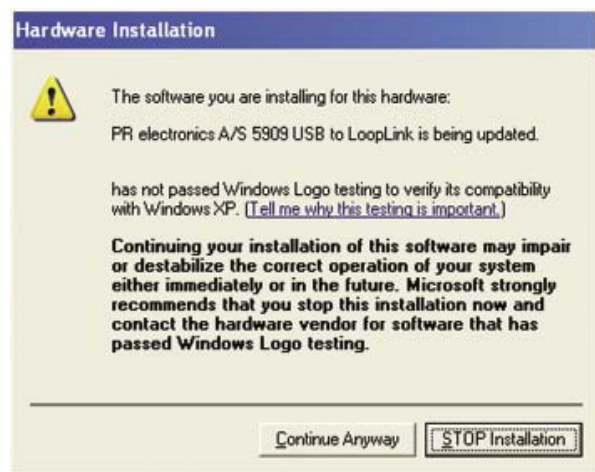 Hardware Installation
The software you are installing for this hardware:
PR electronics A/S 5909 USB to LoopLink is being updated.
has not passed Windows Logo testing to verify its compatibility
with Windows XP. (Tell me why this testing is important.)
Continuing your installation of this software may impair
or destabilize the correct operation of your system
either immediately or in the future. Microsoft strongly
recommends that you stop this installation now and
contact the hardware vendor for software that has
passed Windows Logo testing.
Continue Anyway
STOP Installation